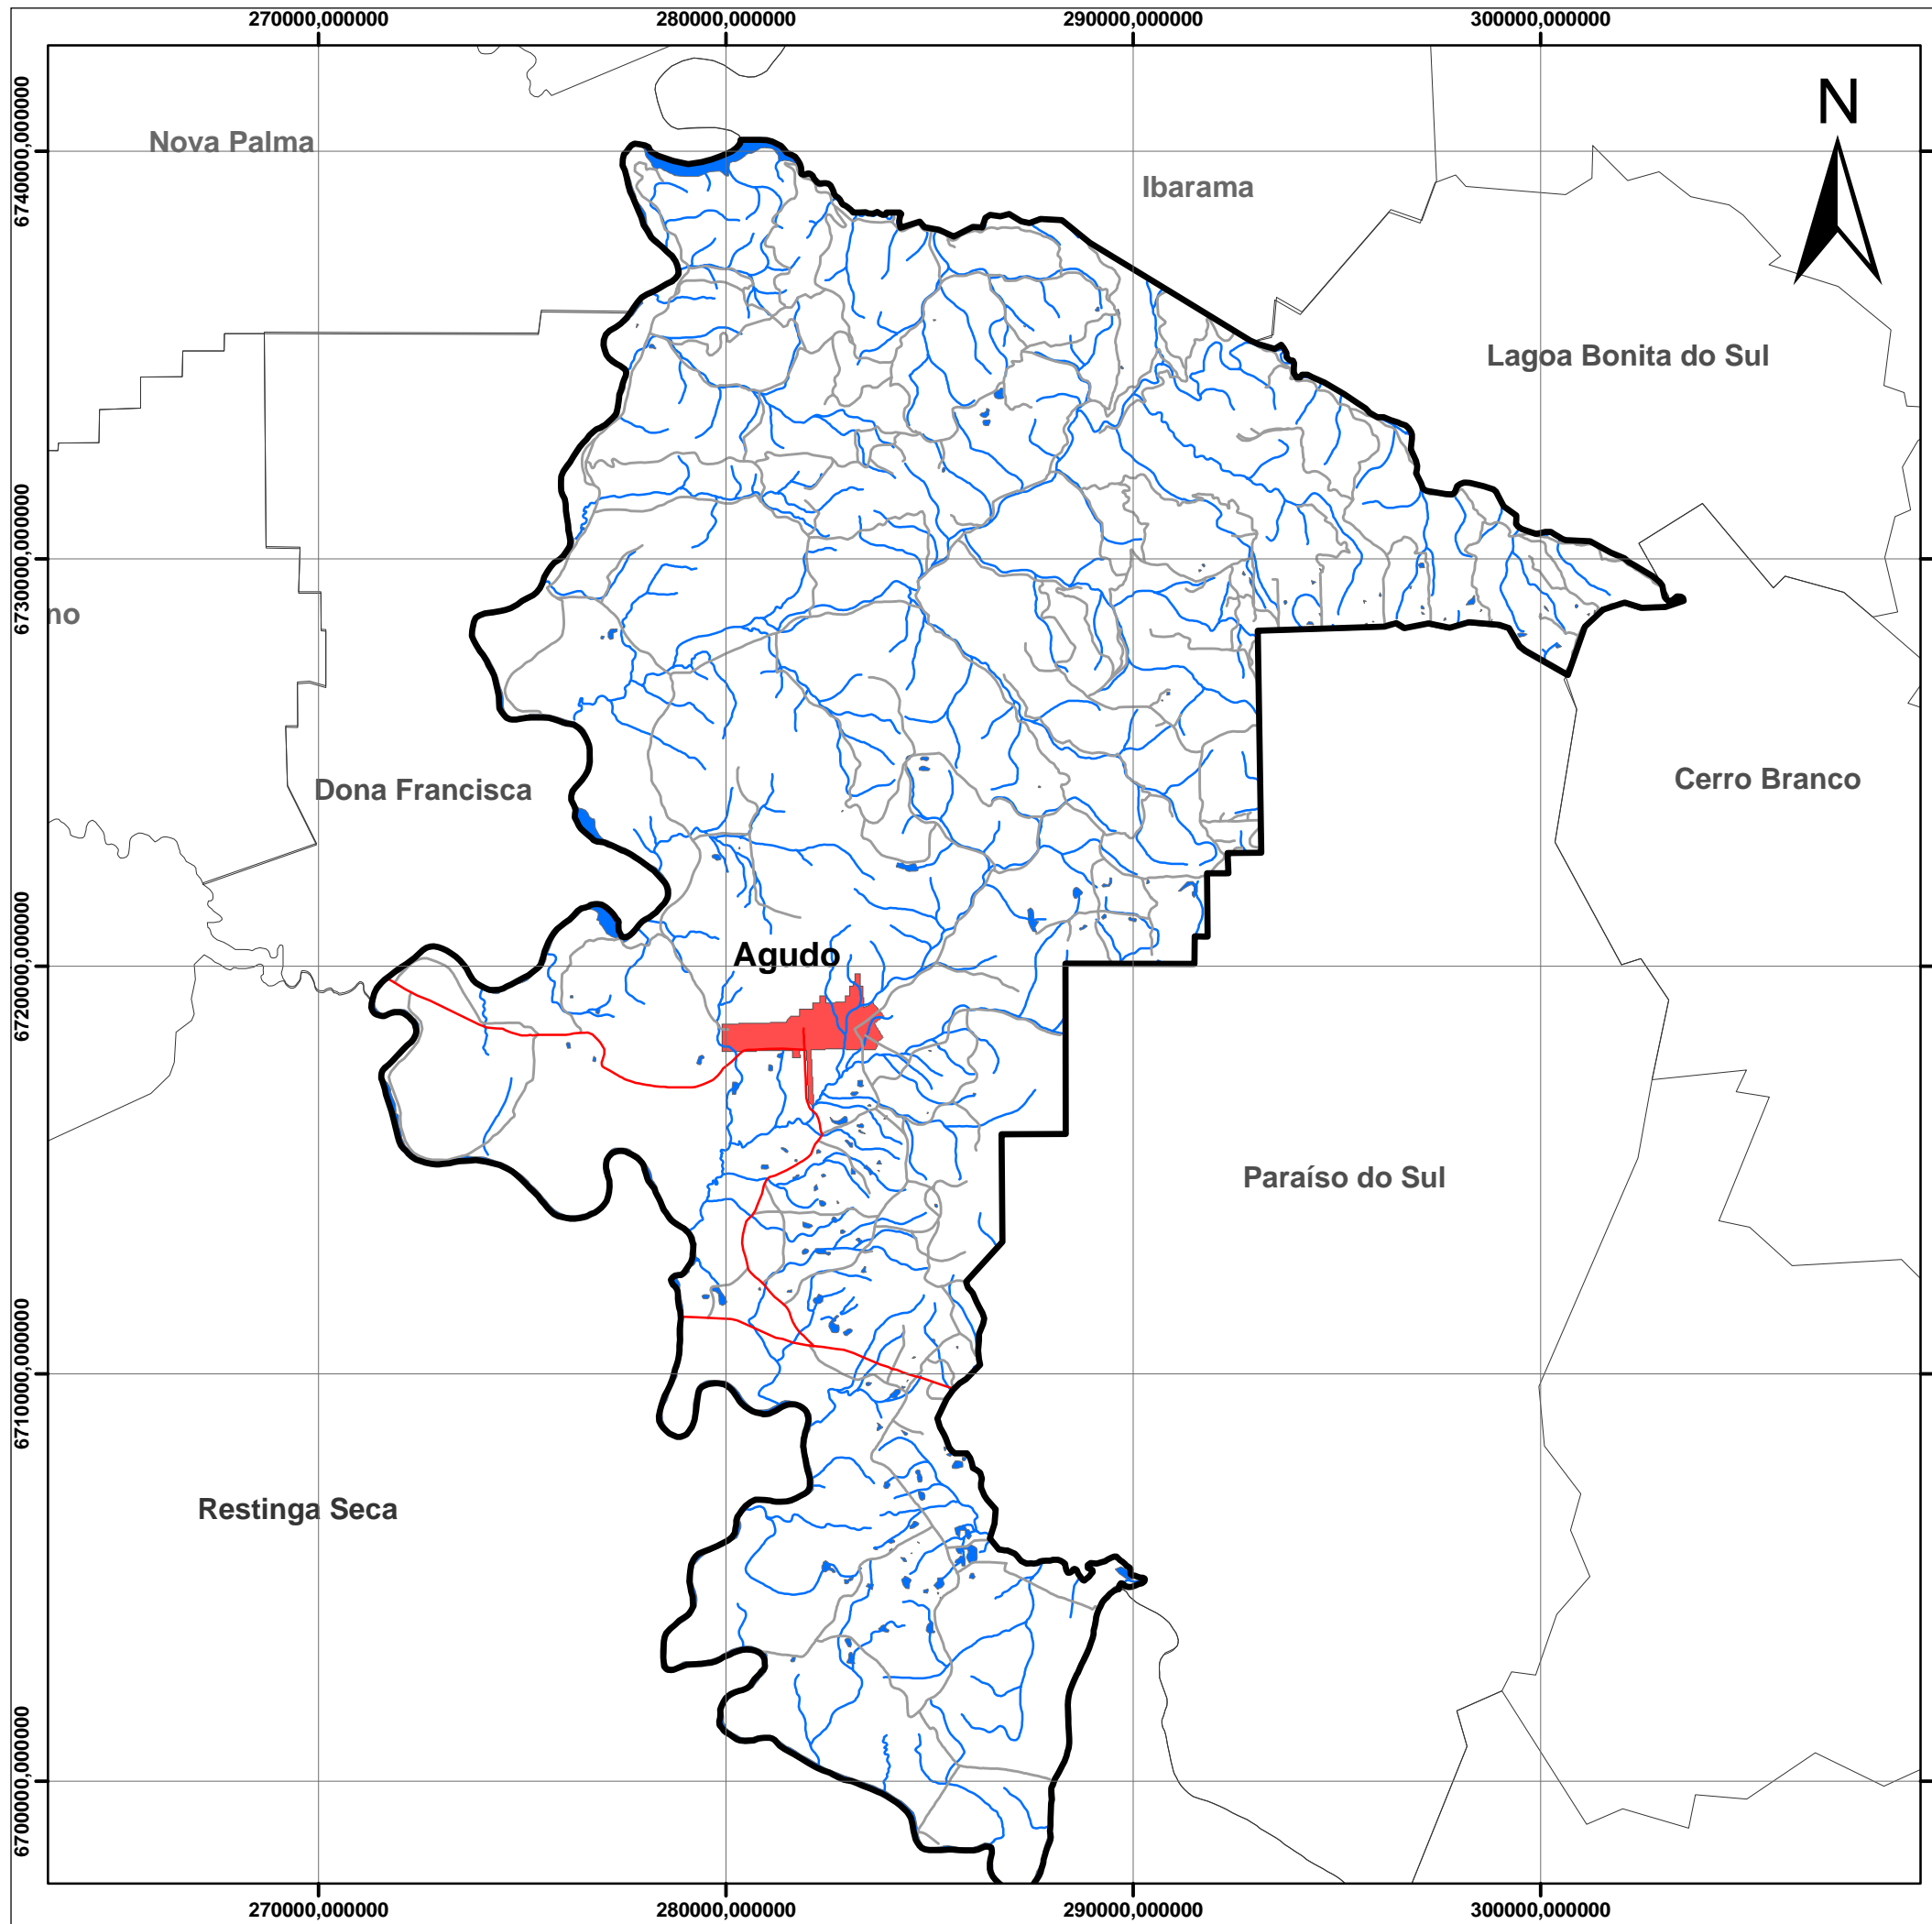 270000,000000
280000,000000
290000,000000
300000,000000
6740000,000000
N
Nova Palma
Ibarama
Lagoa Bonita do Sul
6730000,000000
no
Dona Francisca
Cerro Branco
Agudo
6720000,000000
Paraíso do Sul
6710000,000000
Restinga Seca
6700000,000000
270000,000000
280000,000000
290000,000000
300000,000000